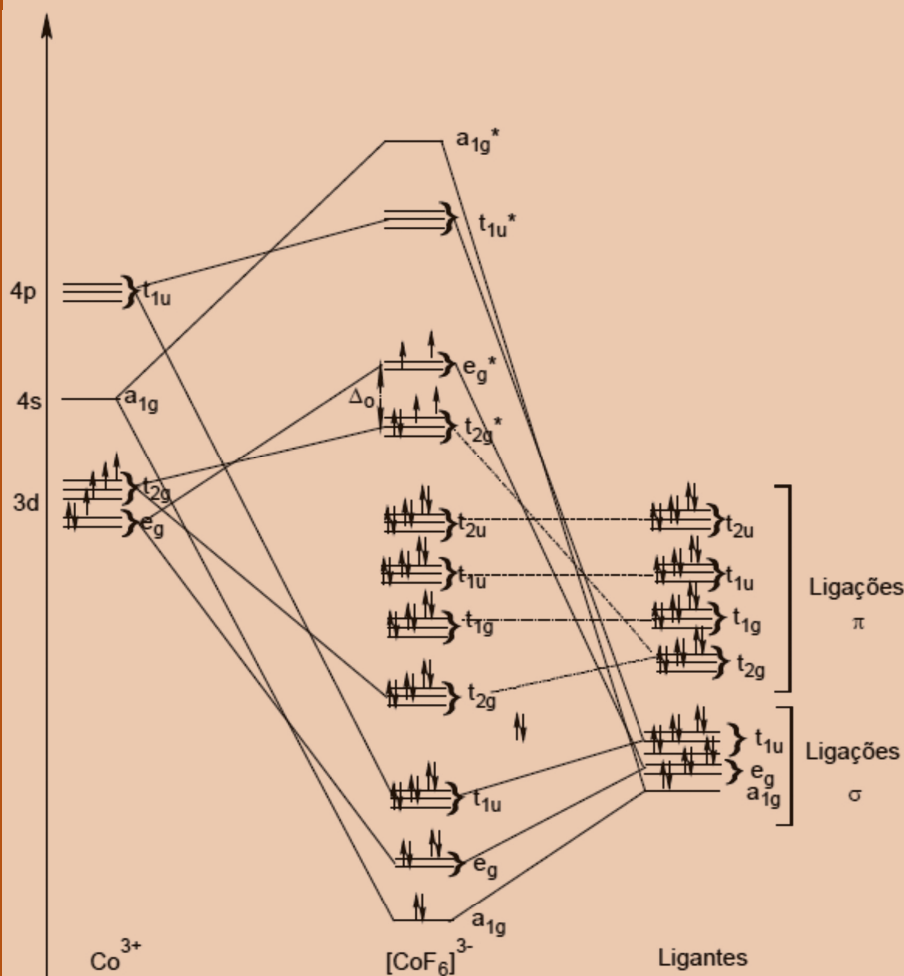 a1g*
t1u*
4p
t1u
eg*
4s
a1g
Δo
t2g*
t2g
3d
eg
t2u
t2u
t1u
t1u
Ligações
t1g
t1g
π
t2g
t2g
t1u
Ligações
eg
a1g
σ
t1u
eg
a1g
Co3+
[CoF6]3-
Ligantes